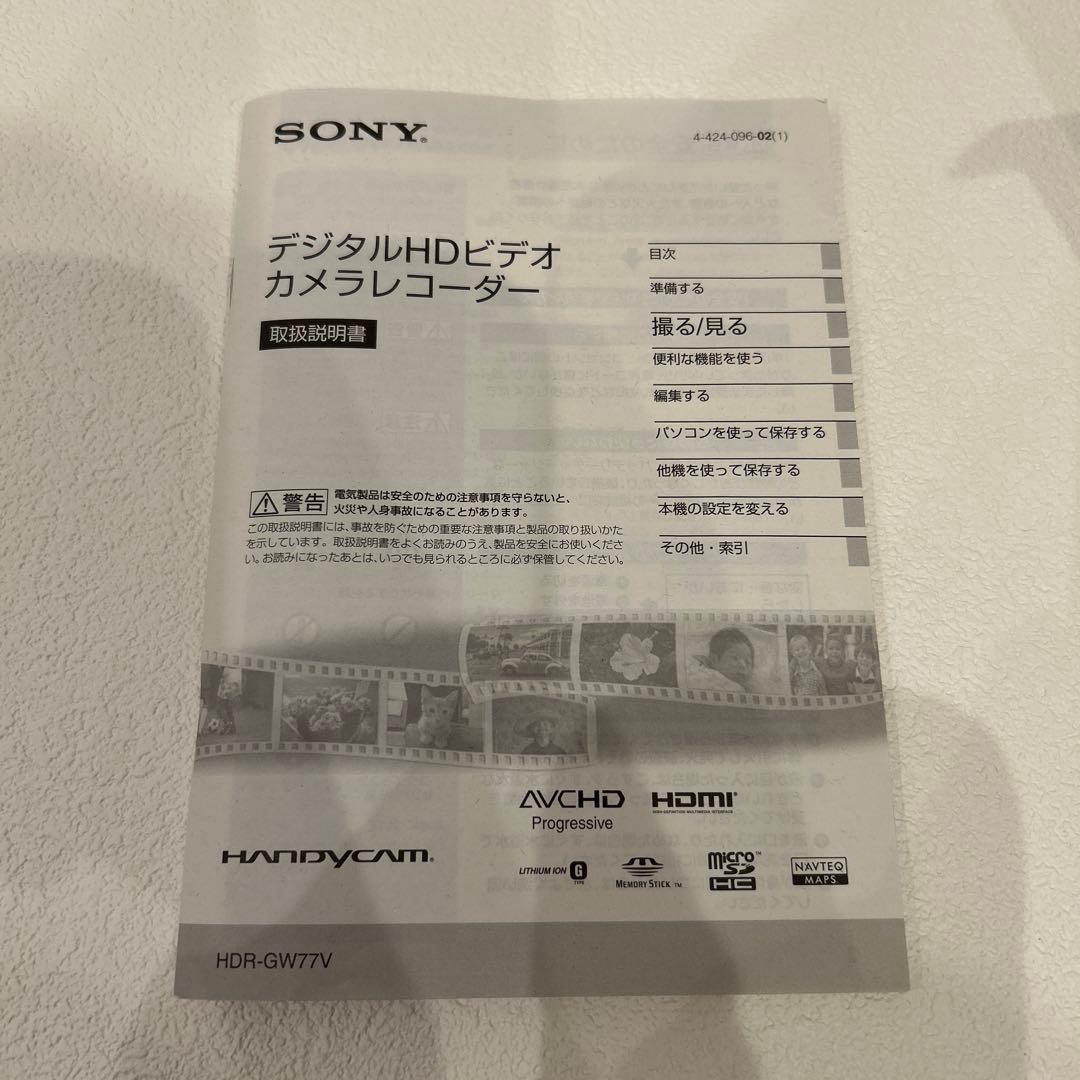 SONY®
4-424-096-02(1)
デジタルHDビデオ
カメラレコーダー
取扱説明書
目次
準備する
撮る/見る
便利な機能を使う
編集する
パソコンを使って保存する
他機を使って保存する
本機の設定を変える
その他・索引
警告
電気製品は安全のための注意事項を守らないと、
火災や人身事故になることがあります。
この取扱説明書には、事故を防ぐための重要な注意事項と製品の取り扱いかた
を示しています。取扱説明書をよくお読みのうえ、製品を安全にお使いくださ
い。お読みになったあとは、いつでも見られるところに必ず保管してください。
AVCHD
Progressive
HDMI®
HIGH-DEFINITION MULTIMEDIA INTERFACE
HANDYCAM®
LITHIUM ION G TYPE
MEMORY STICK™
micro SD HC™
NAVTEQ
MAPS
HDR-GW77V